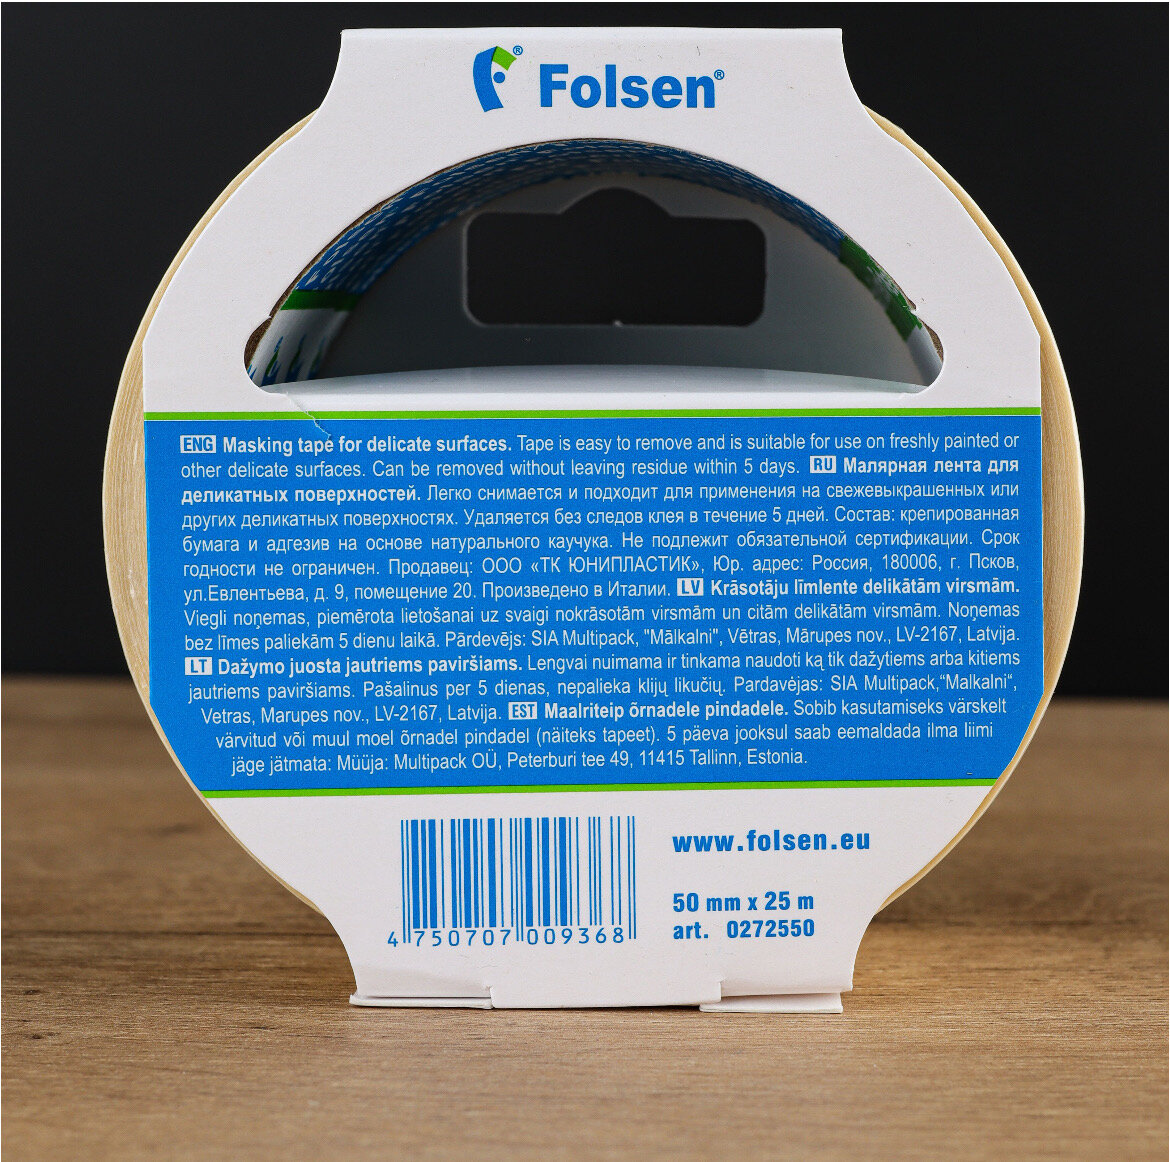 Folsen®
ENG Masking tape for delicate surfaces. Tape is easy to remove and is suitable for use on freshly painted or
other delicate surfaces. Can be removed without leaving residue within 5 days. RU Малярная лента для
деликатных поверхностей. Легко снимается и подходит для применения на свежевыкрашенных или
других деликатных поверхностях. Удаляется без следов клея в течение 5 дней. Состав: крепированная
бумага и адгезив на основе натурального каучука. Не подлежит обязательной сертификации. Срок
годности не ограничен. Продавец: ООО «ТК ЮНИПЛАСТИК», Юр. адрес: Россия, 180006, г. Псков,
ул.Евлентьева, д. 9, помещение 20. Произведено в Италии. LV Krāsotāju līmlente delikātām virsmām.
Viegli noņemas, piemērota lietošanai uz svaigi nokrāsotām virsmām un citām delikātām virsmām. Noņemas
bez līmes paliekām 5 dienu laikā. Pārdevējs: SIA Multipack, "Mālkalni", Vētras, Mārupes nov., LV-2167, Latvija.
LT Dažymo juosta jautriems paviršiams. Lengvai nuimama ir tinkama naudoti ką tik dažytiems arba kitiems
jautriems paviršiams. Pašalinus per 5 dienas, nepalieka klijų likučių. Pardavėjas: SIA Multipack,“Malkalni“,
Vetras, Marupes nov., LV-2167, Latvija. EST Maalriteip õrnadele pindadele. Sobib kasutamiseks värskelt
värvitud või muul moel õrnadel pindadel (näiteks tapeet). 5 päeva jooksul saab eemaldada ilma liimi
jäge jätmata: Müüja: Multipack OÜ, Peterburi tee 49, 11415 Tallinn, Estonia.
www.folsen.eu
50 mm x 25 m
art. 0272550
4 750707 009368